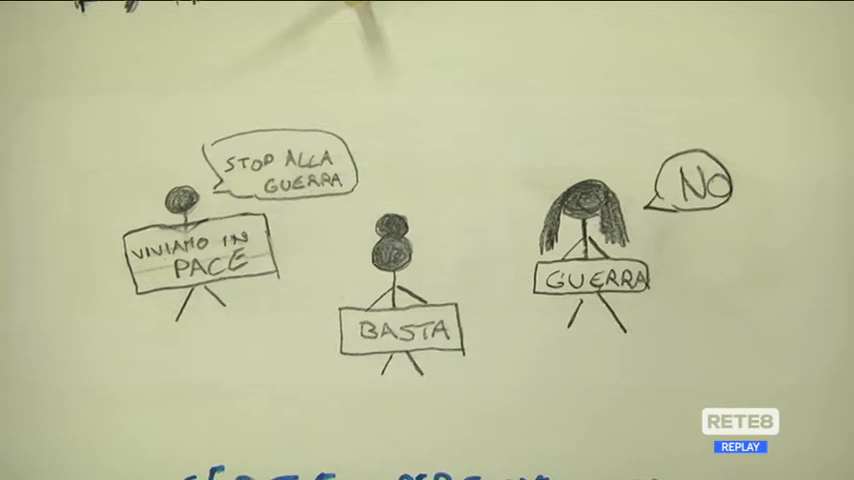 STOP ALLA
GUERRA
VIVIAMO IN
PACE
BASTA
NO
GUERRA
RETE8
REPLAY